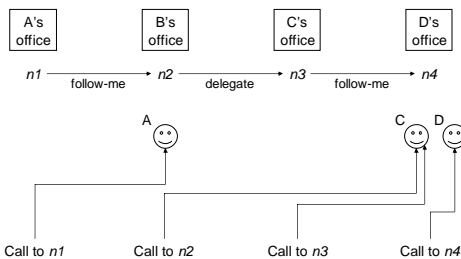 A's
office
B's
office
C's
office
D's
office
n1 follow-me n2 delegate n3 follow-me n4
A
C D
Call to n1 Call to n2 Call to n3 Call to n4